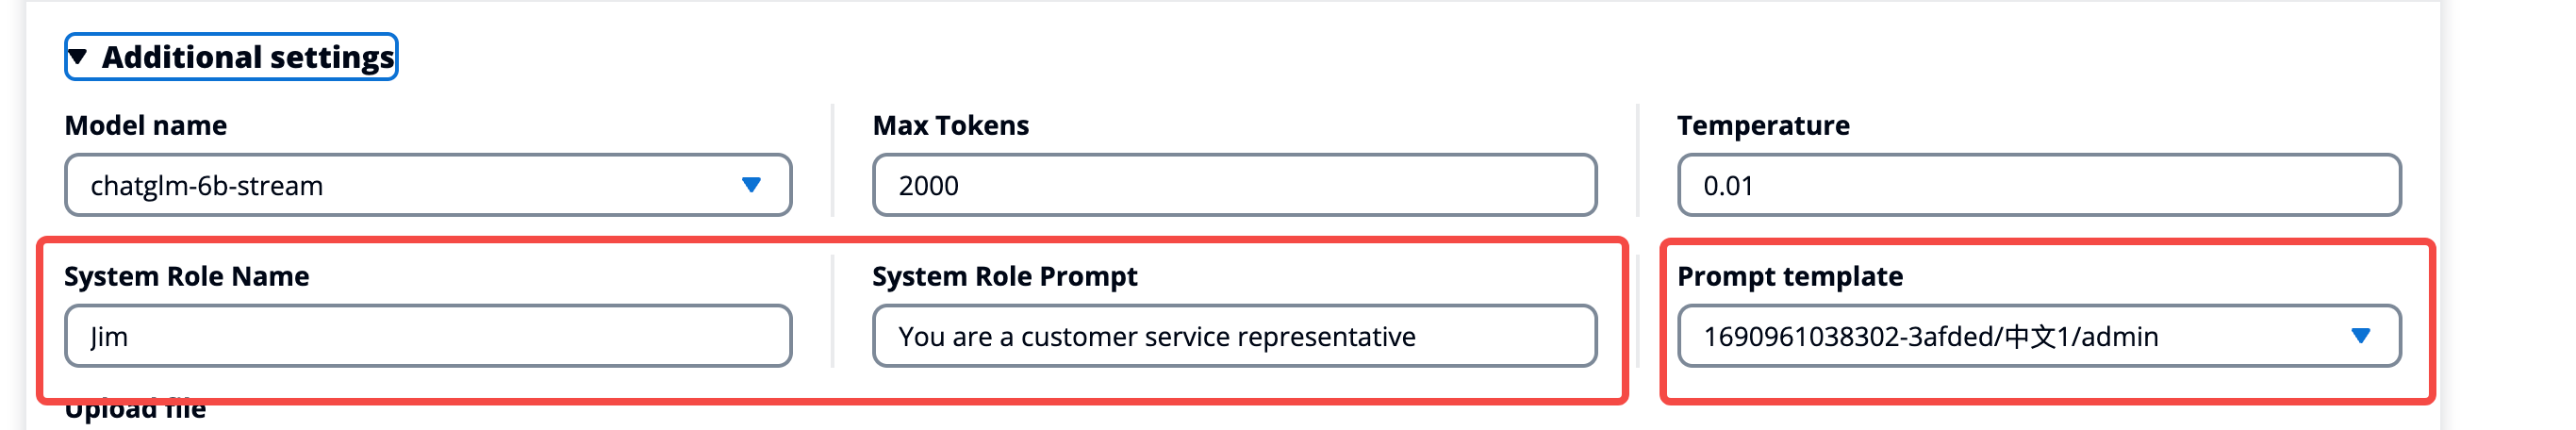 Additional settings
Model name
Max Tokens
Temperature
chatglm-6b-stream
2000
0.01
System Role Name
System Role Prompt
Prompt template
Jim
You are a customer service representative
1690961038302-3afded/中文1/admin
Upload file